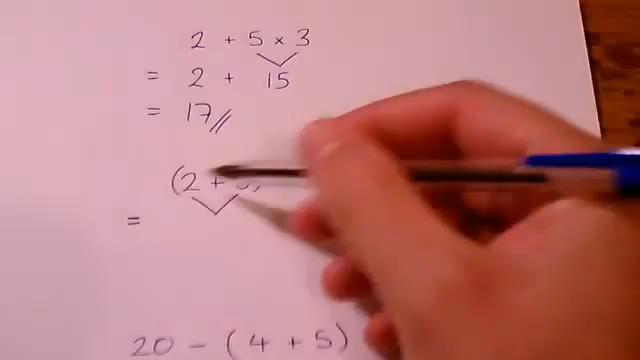 2 + 5 × 3
= 2 + 15
= 17//
(2 +
=
20 - (4 + 5)